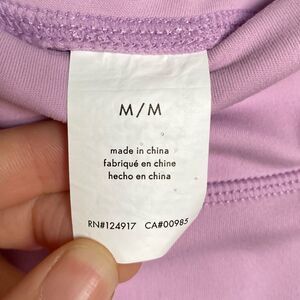 M/M
made in china
fabriqué en chine
hecho en china
RN#124917 CA#00985